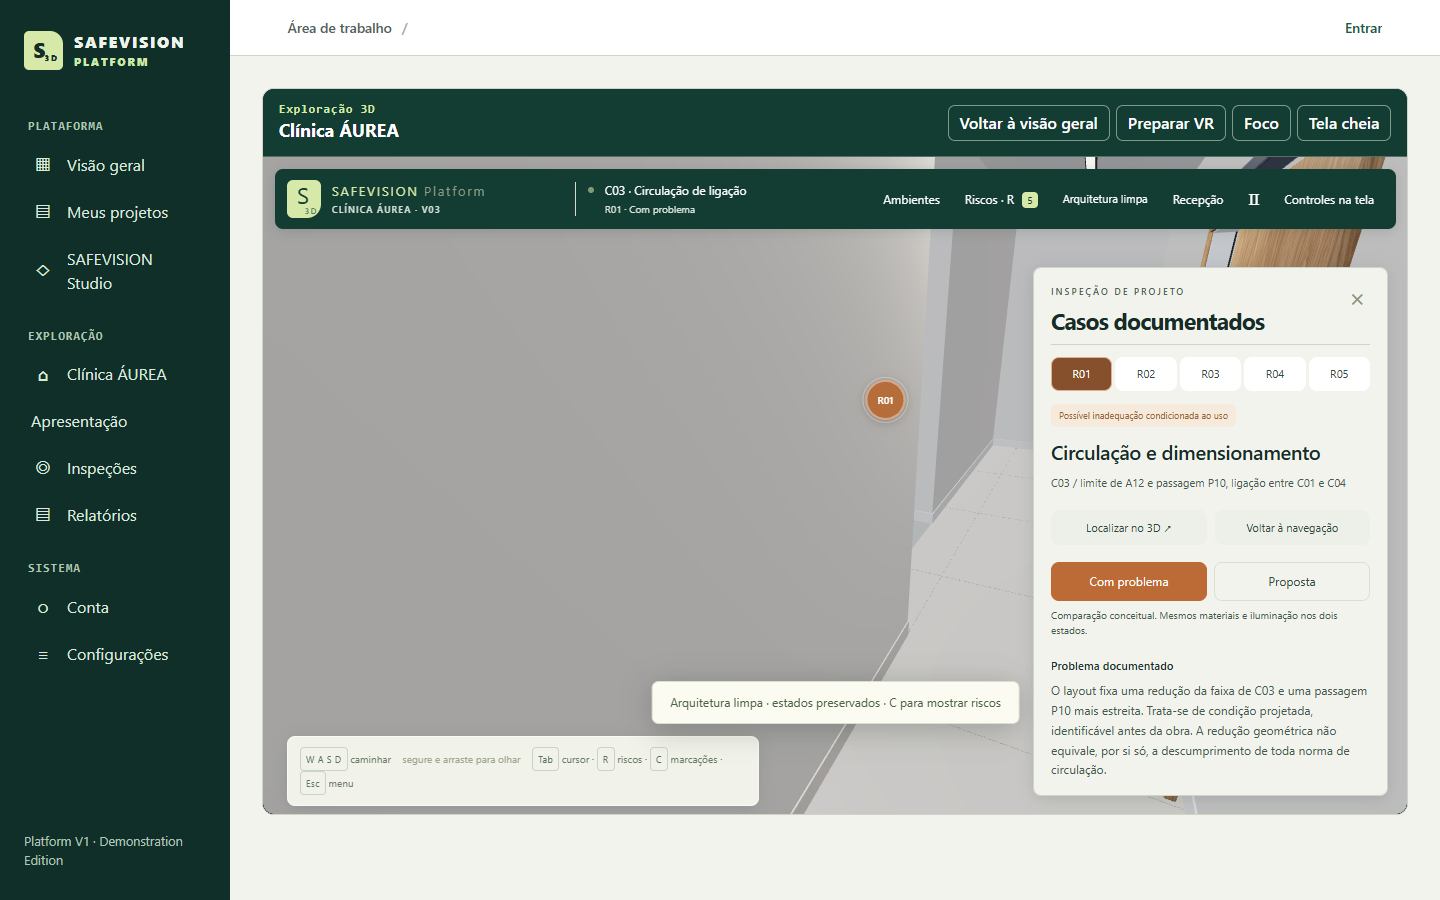 S 3D
SAFEVISION
PLATFORM
PLATAFORMA
Visão geral
Meus projetos
SAFEVISION
Studio
EXPLORAÇÃO
Clínica ÁUREA
Apresentação
Inspeções
Relatórios
SISTEMA
Conta
Configurações
Platform V1 · Demonstration
Edition
Área de trabalho /
Entrar
Exploração 3D
Clínica ÁUREA
Voltar à visão geral
Preparar VR
Foco
Tela cheia
S 3D
SAFEVISION Platform
CLÍNICA ÁUREA · V03
C03 · Circulação de ligação
R01 · Com problema
Ambientes
Riscos · R 5
Arquitetura limpa
Recepção
Controles na tela
R01
INSPEÇÃO DE PROJETO
Casos documentados
R01
R02
R03
R04
R05
Possível inadequação condicionada ao uso
Circulação e dimensionamento
C03 / limite de A12 e passagem P10, ligação entre C01 e C04
Localizar no 3D ↗
Voltar à navegação
Com problema
Proposta
Comparação conceitual. Mesmos materiais e iluminação nos dois
estados.
Problema documentado
O layout fixa uma redução da faixa de C03 e uma passagem
P10 mais estreita. Trata-se de condição projetada,
identificável antes da obra. A redução geométrica não
equivale, por si só, a descumprimento de toda norma de
circulação.
Arquitetura limpa · estados preservados · C para mostrar riscos
W A S D caminhar segure e arraste para olhar Tab cursor · R riscos · C marcações ·
Esc menu